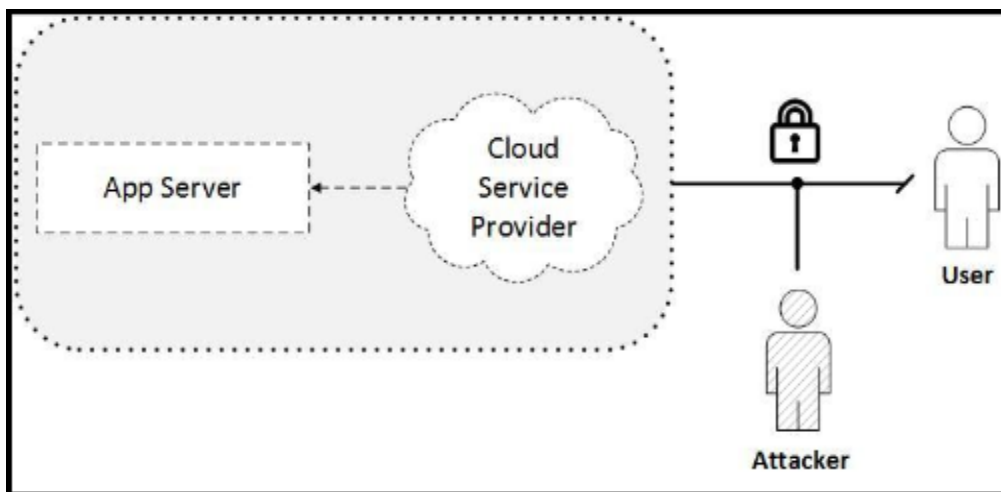 App Server
Cloud
Service
Provider
User
Attacker